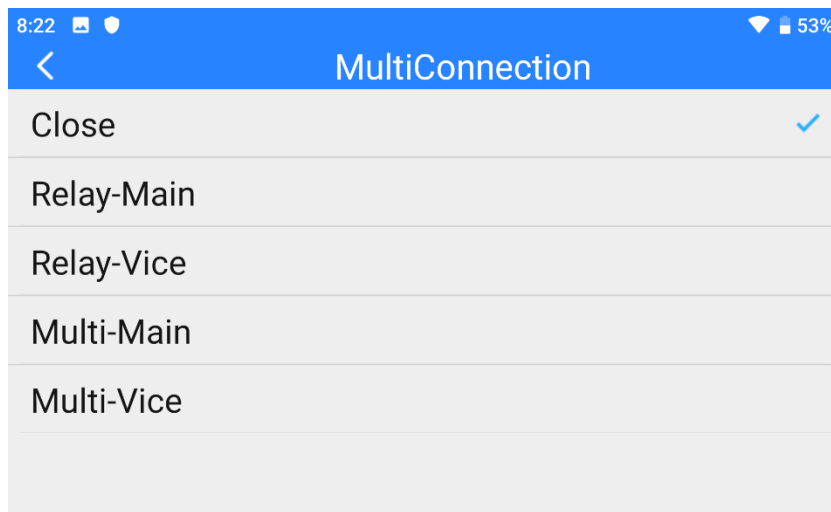 8:22 53%
MultiConnection
Close
Relay-Main
Relay-Vice
Multi-Main
Multi-Vice